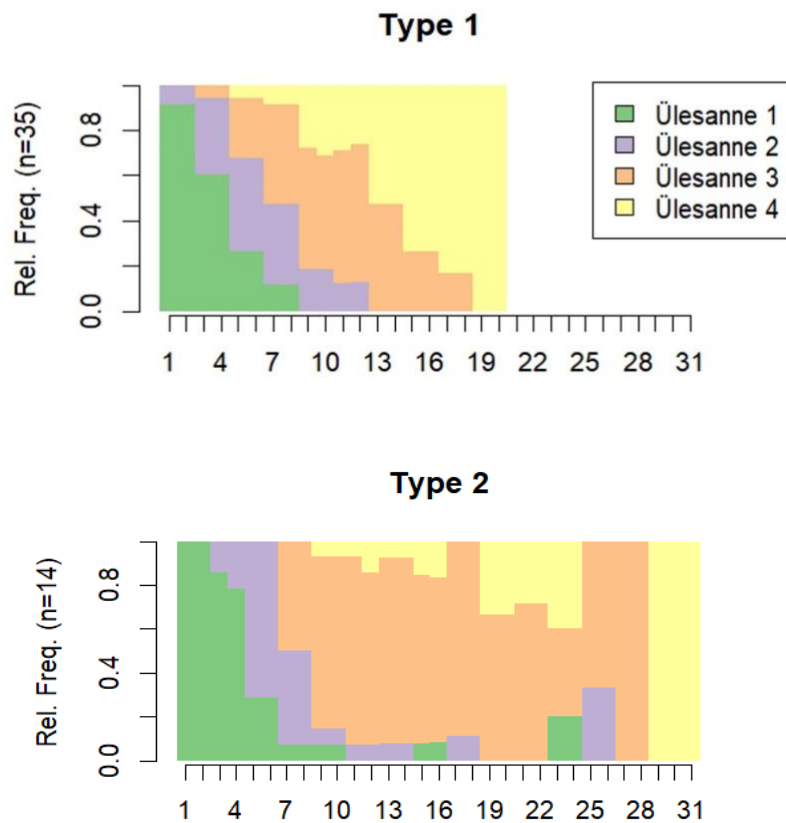 Type 1
Rel. Freq. (n=35)
0.8
0.4
0.0
Ülesanne 1
Ülesanne 2
Ülesanne 3
Ülesanne 4
1 4 7 10 13 16 19 22 25 28 31
Type 2
Rel. Freq. (n=14)
0.8
0.4
0.0
1 4 7 10 13 16 19 22 25 28 31